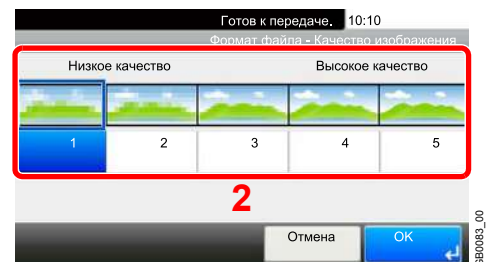 Готов к передаче. 10:10
Формат файла - Качество изображения
Низкое качество Высокое качество
1 2 3 4 5
2
Отмена OK
GB0083_00